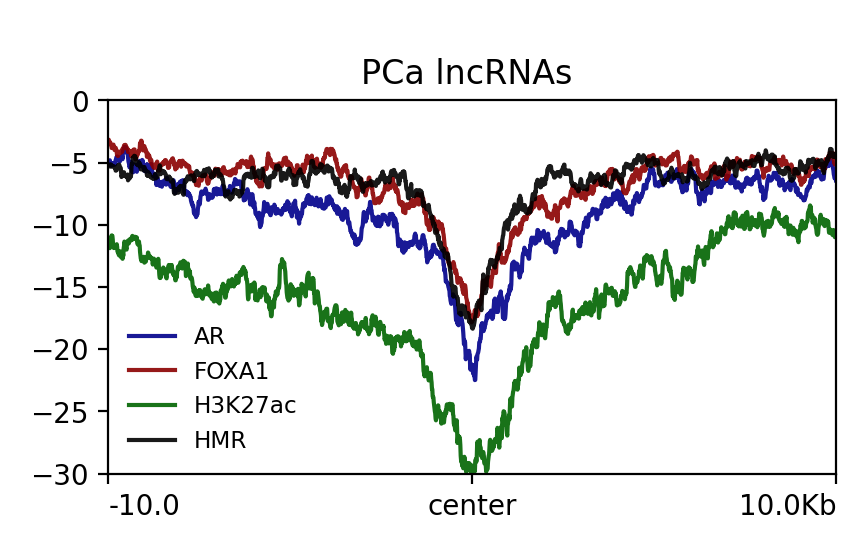 PCa lncRNAs
0
−5
−10
−15
−20
−25
−30
AR
FOXA1
H3K27ac
HMR
-10.0
center
10.0Kb